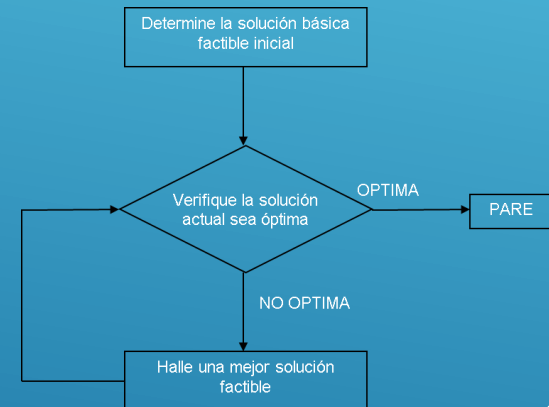 Determine la solución básica
factible inicial
Verifique la solución
actual sea óptima
OPTIMA
PARE
NO OPTIMA
Halle una mejor solución
factible